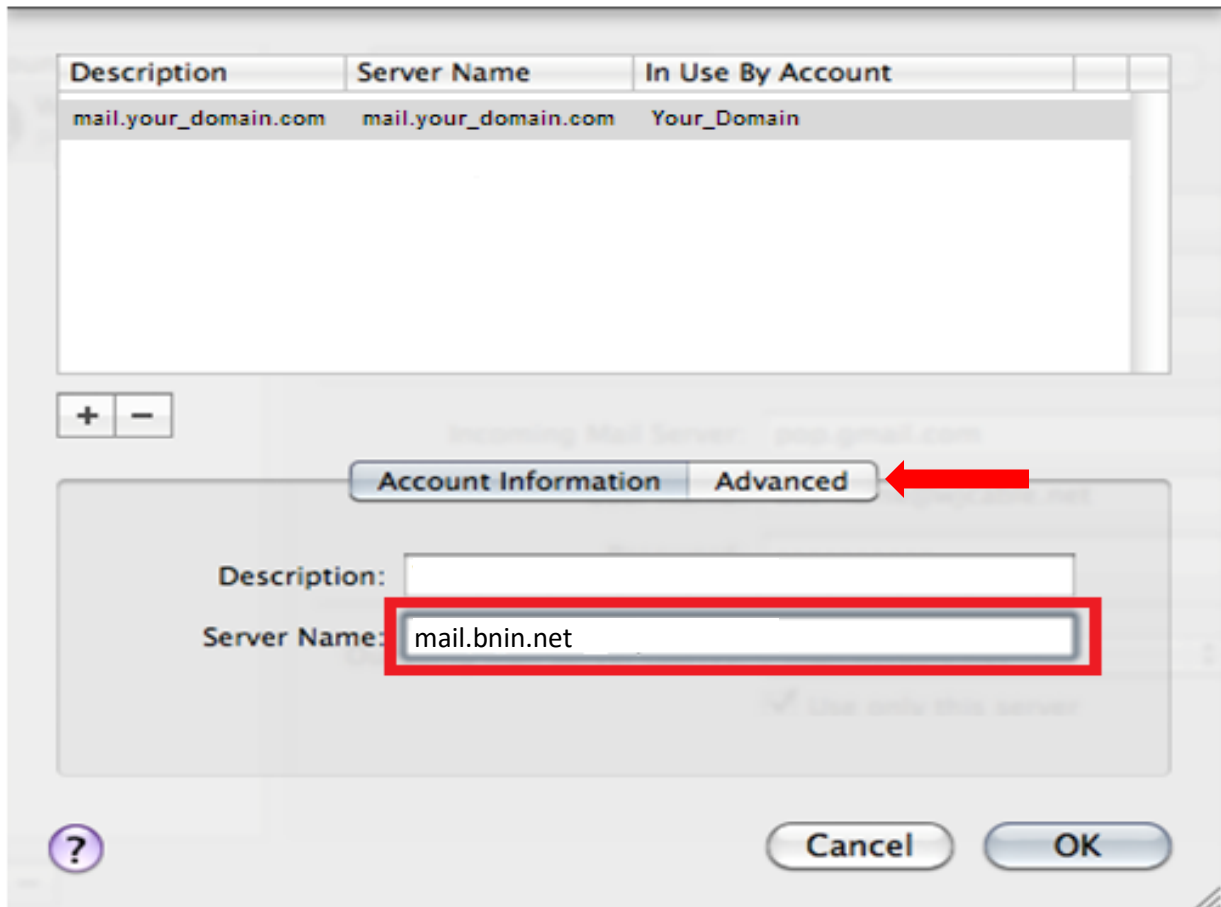 Description Server Name In Use By Account
mail.your_domain.com mail.your_domain.com Your_Domain
+ −
Incoming Mail Server: pop.gmail.com
Account Information Advanced
Description:
Server Name: mail.bnin.net
Use only this server
?
Cancel OK